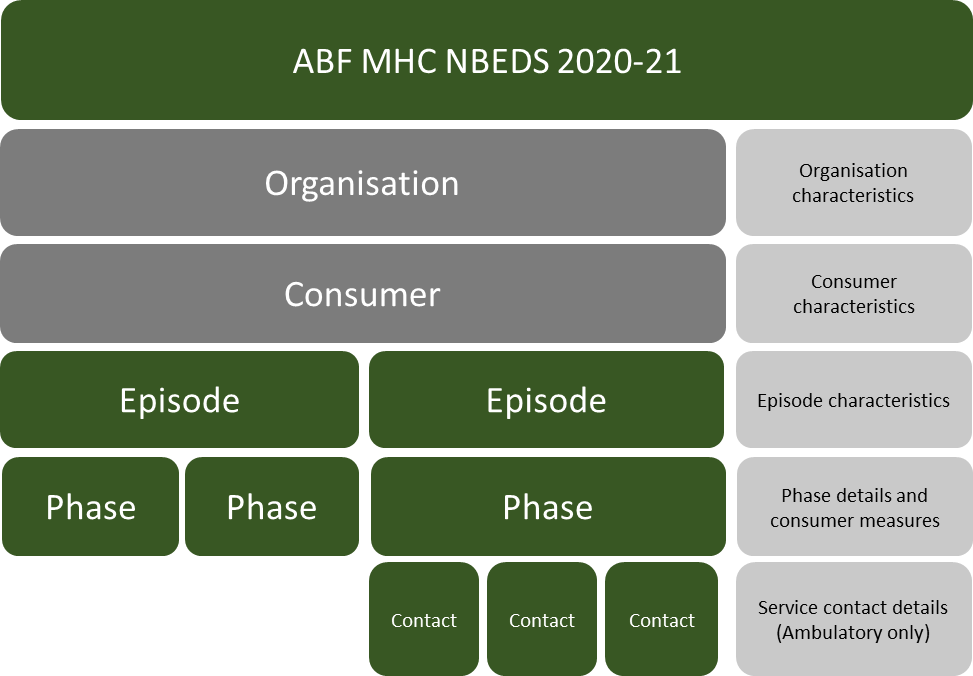 ABF MHC NBEDS 2020-21
Organisation
Organisation
characteristics
Consumer
Consumer
characteristics
Episode
Episode
Episode characteristics
Phase
Phase
Phase
Phase details and
consumer measures
Contact
Contact
Contact
Service contact details
(Ambulatory only)